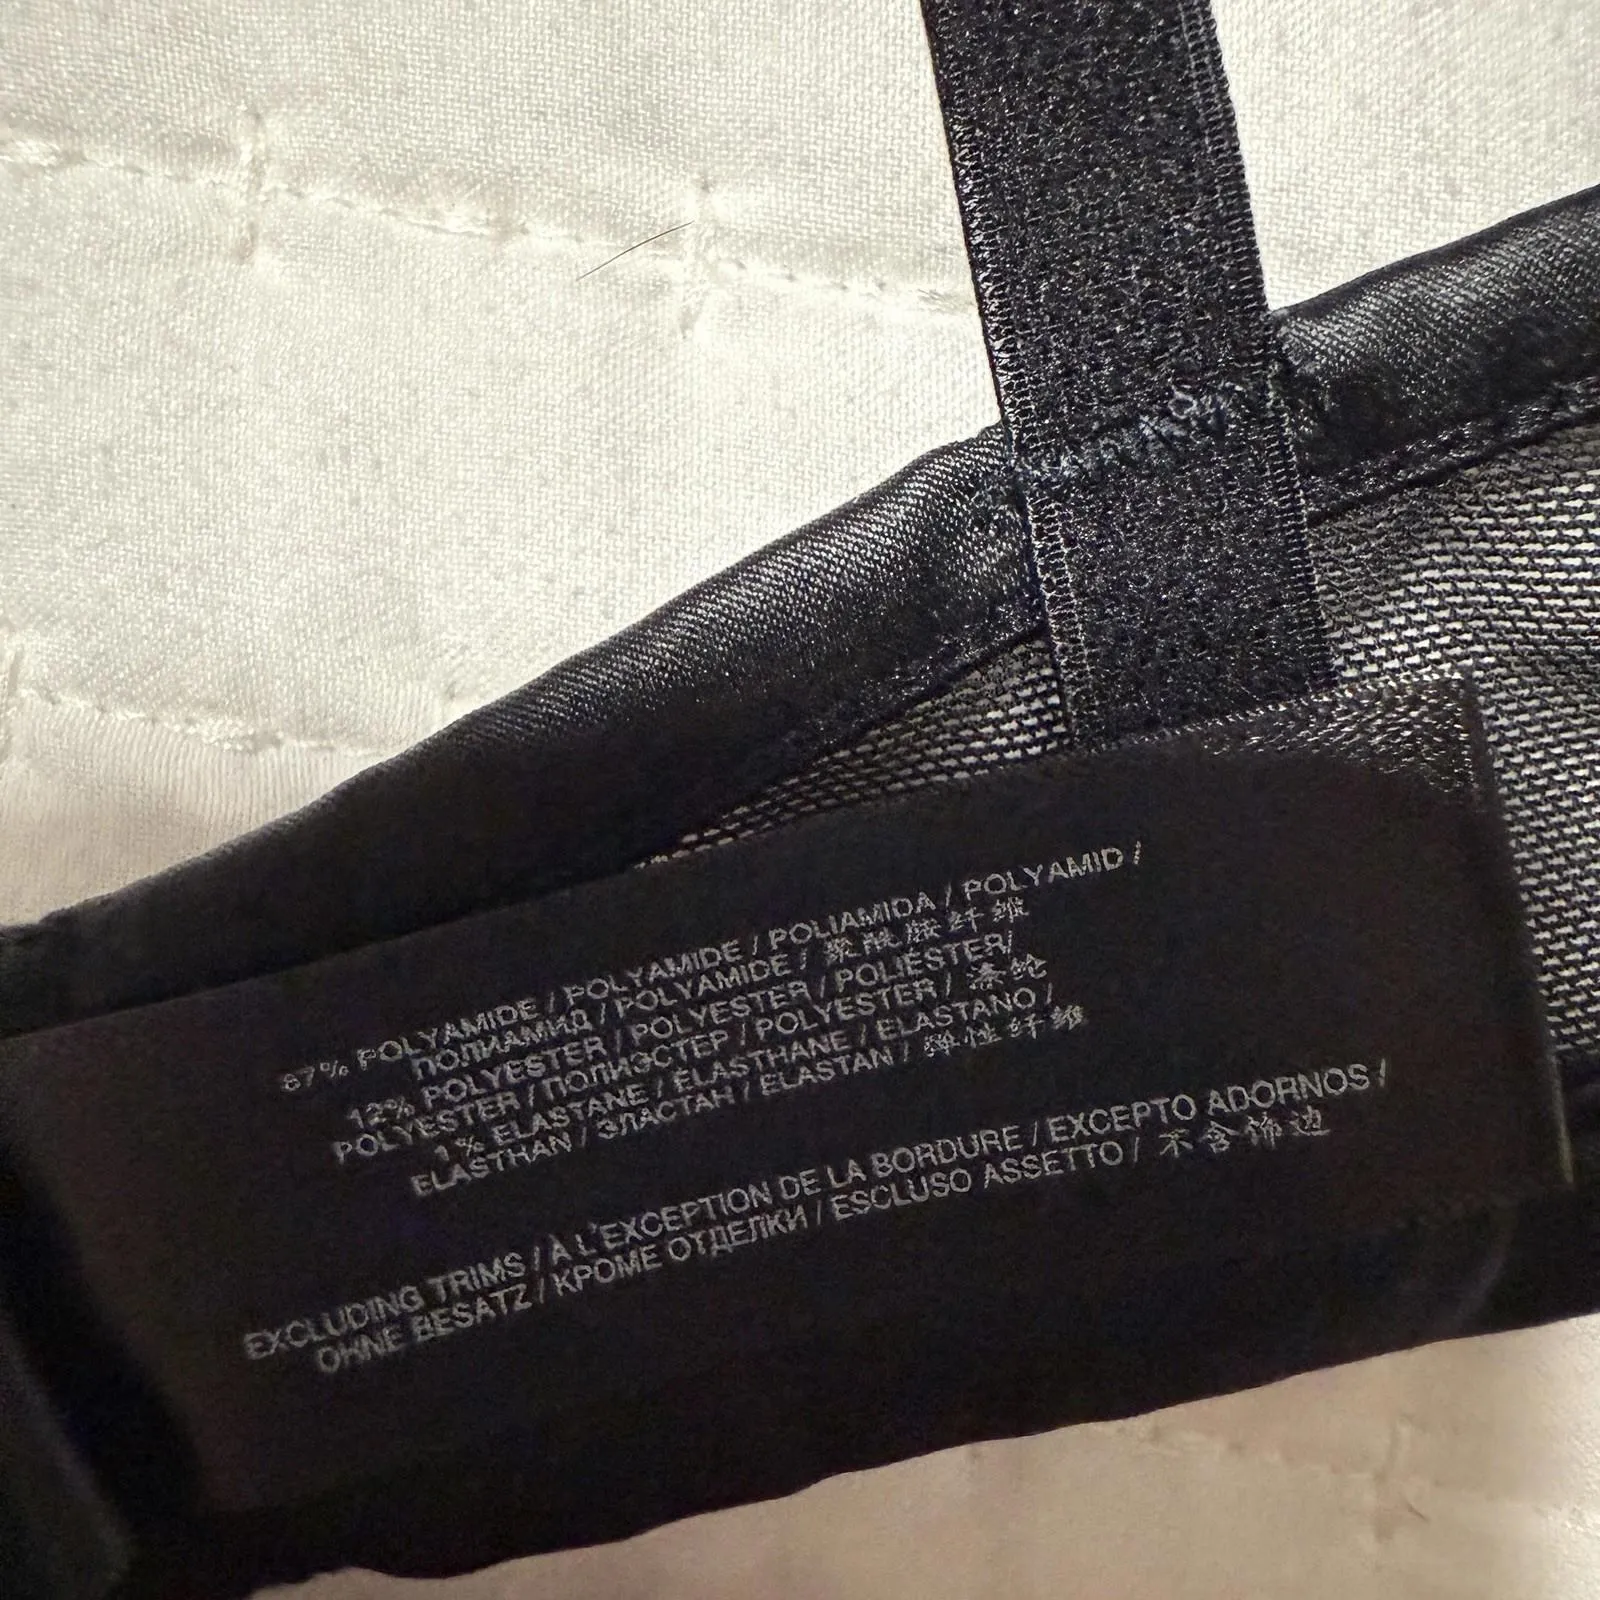 87% POLYAMIDE / POLYAMIDE / POLIAMIDA / POLYAMID /
ПОЛИАМИД / POLYAMIDE / 聚酰胺纤维
12% POLYESTER / POLYESTER / POLIÉSTER/
POLYESTER / ПОЛИЭСТЕР / POLYESTER / 涤纶
1 % ELASTANE / ÉLASTHANE / ELASTANO /
ELASTHAN / ЭЛАСТАН / ELASTAN / 弹性纤维
EXCLUDING TRIMS / À L'EXCEPTION DE LA BORDURE / EXCEPTO ADORNOS /
OHNE BESATZ / КРОМЕ ОТДЕЛКИ / ESCLUSO ASSETTO / 不含饰边